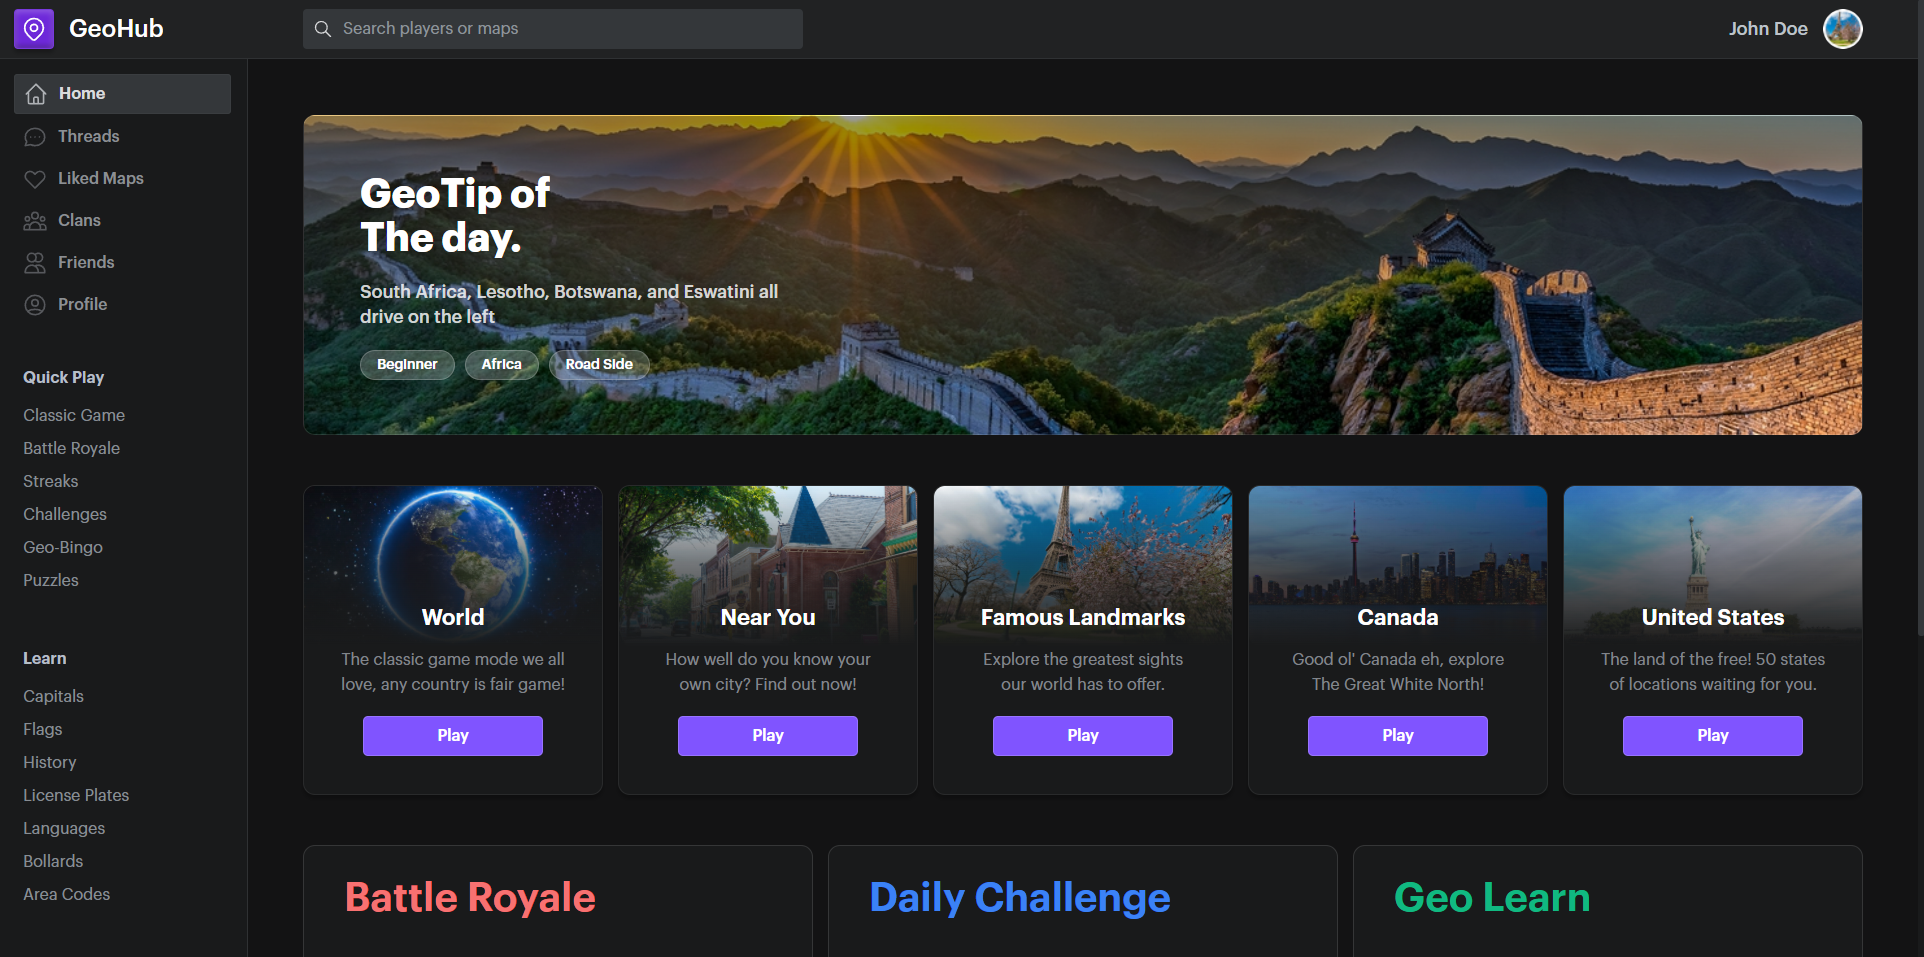 GeoHub
Search players or maps
John Doe
Home
Threads
Liked Maps
Clans
Friends
Profile
Quick Play
Classic Game
Battle Royale
Streaks
Challenges
Geo-Bingo
Puzzles
Learn
Capitals
Flags
History
License Plates
Languages
Bollards
Area Codes
GeoTip of
The day.
South Africa, Lesotho, Botswana, and Eswatini all
drive on the left
Beginner
Africa
Road Side
World
The classic game mode we all
love, any country is fair game!
Play
Near You
How well do you know your
own city? Find out now!
Play
Famous Landmarks
Explore the greatest sights
our world has to offer.
Play
Canada
Good ol' Canada eh, explore
The Great White North!
Play
United States
The land of the free! 50 states
of locations waiting for you.
Play
Battle Royale
Daily Challenge
Geo Learn